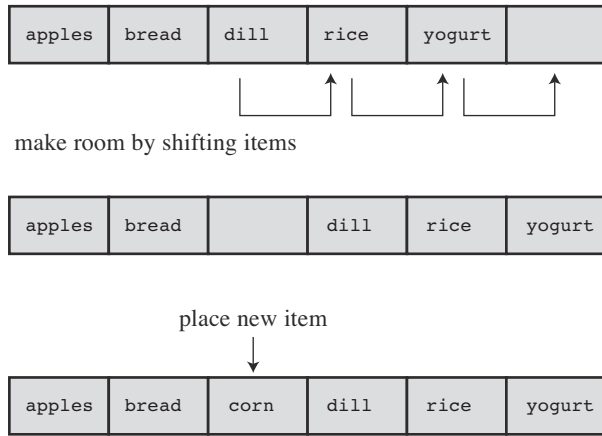 apples bread dill rice yogurt
make room by shifting items
apples bread dill rice yogurt
place new item
apples bread corn dill rice yogurt